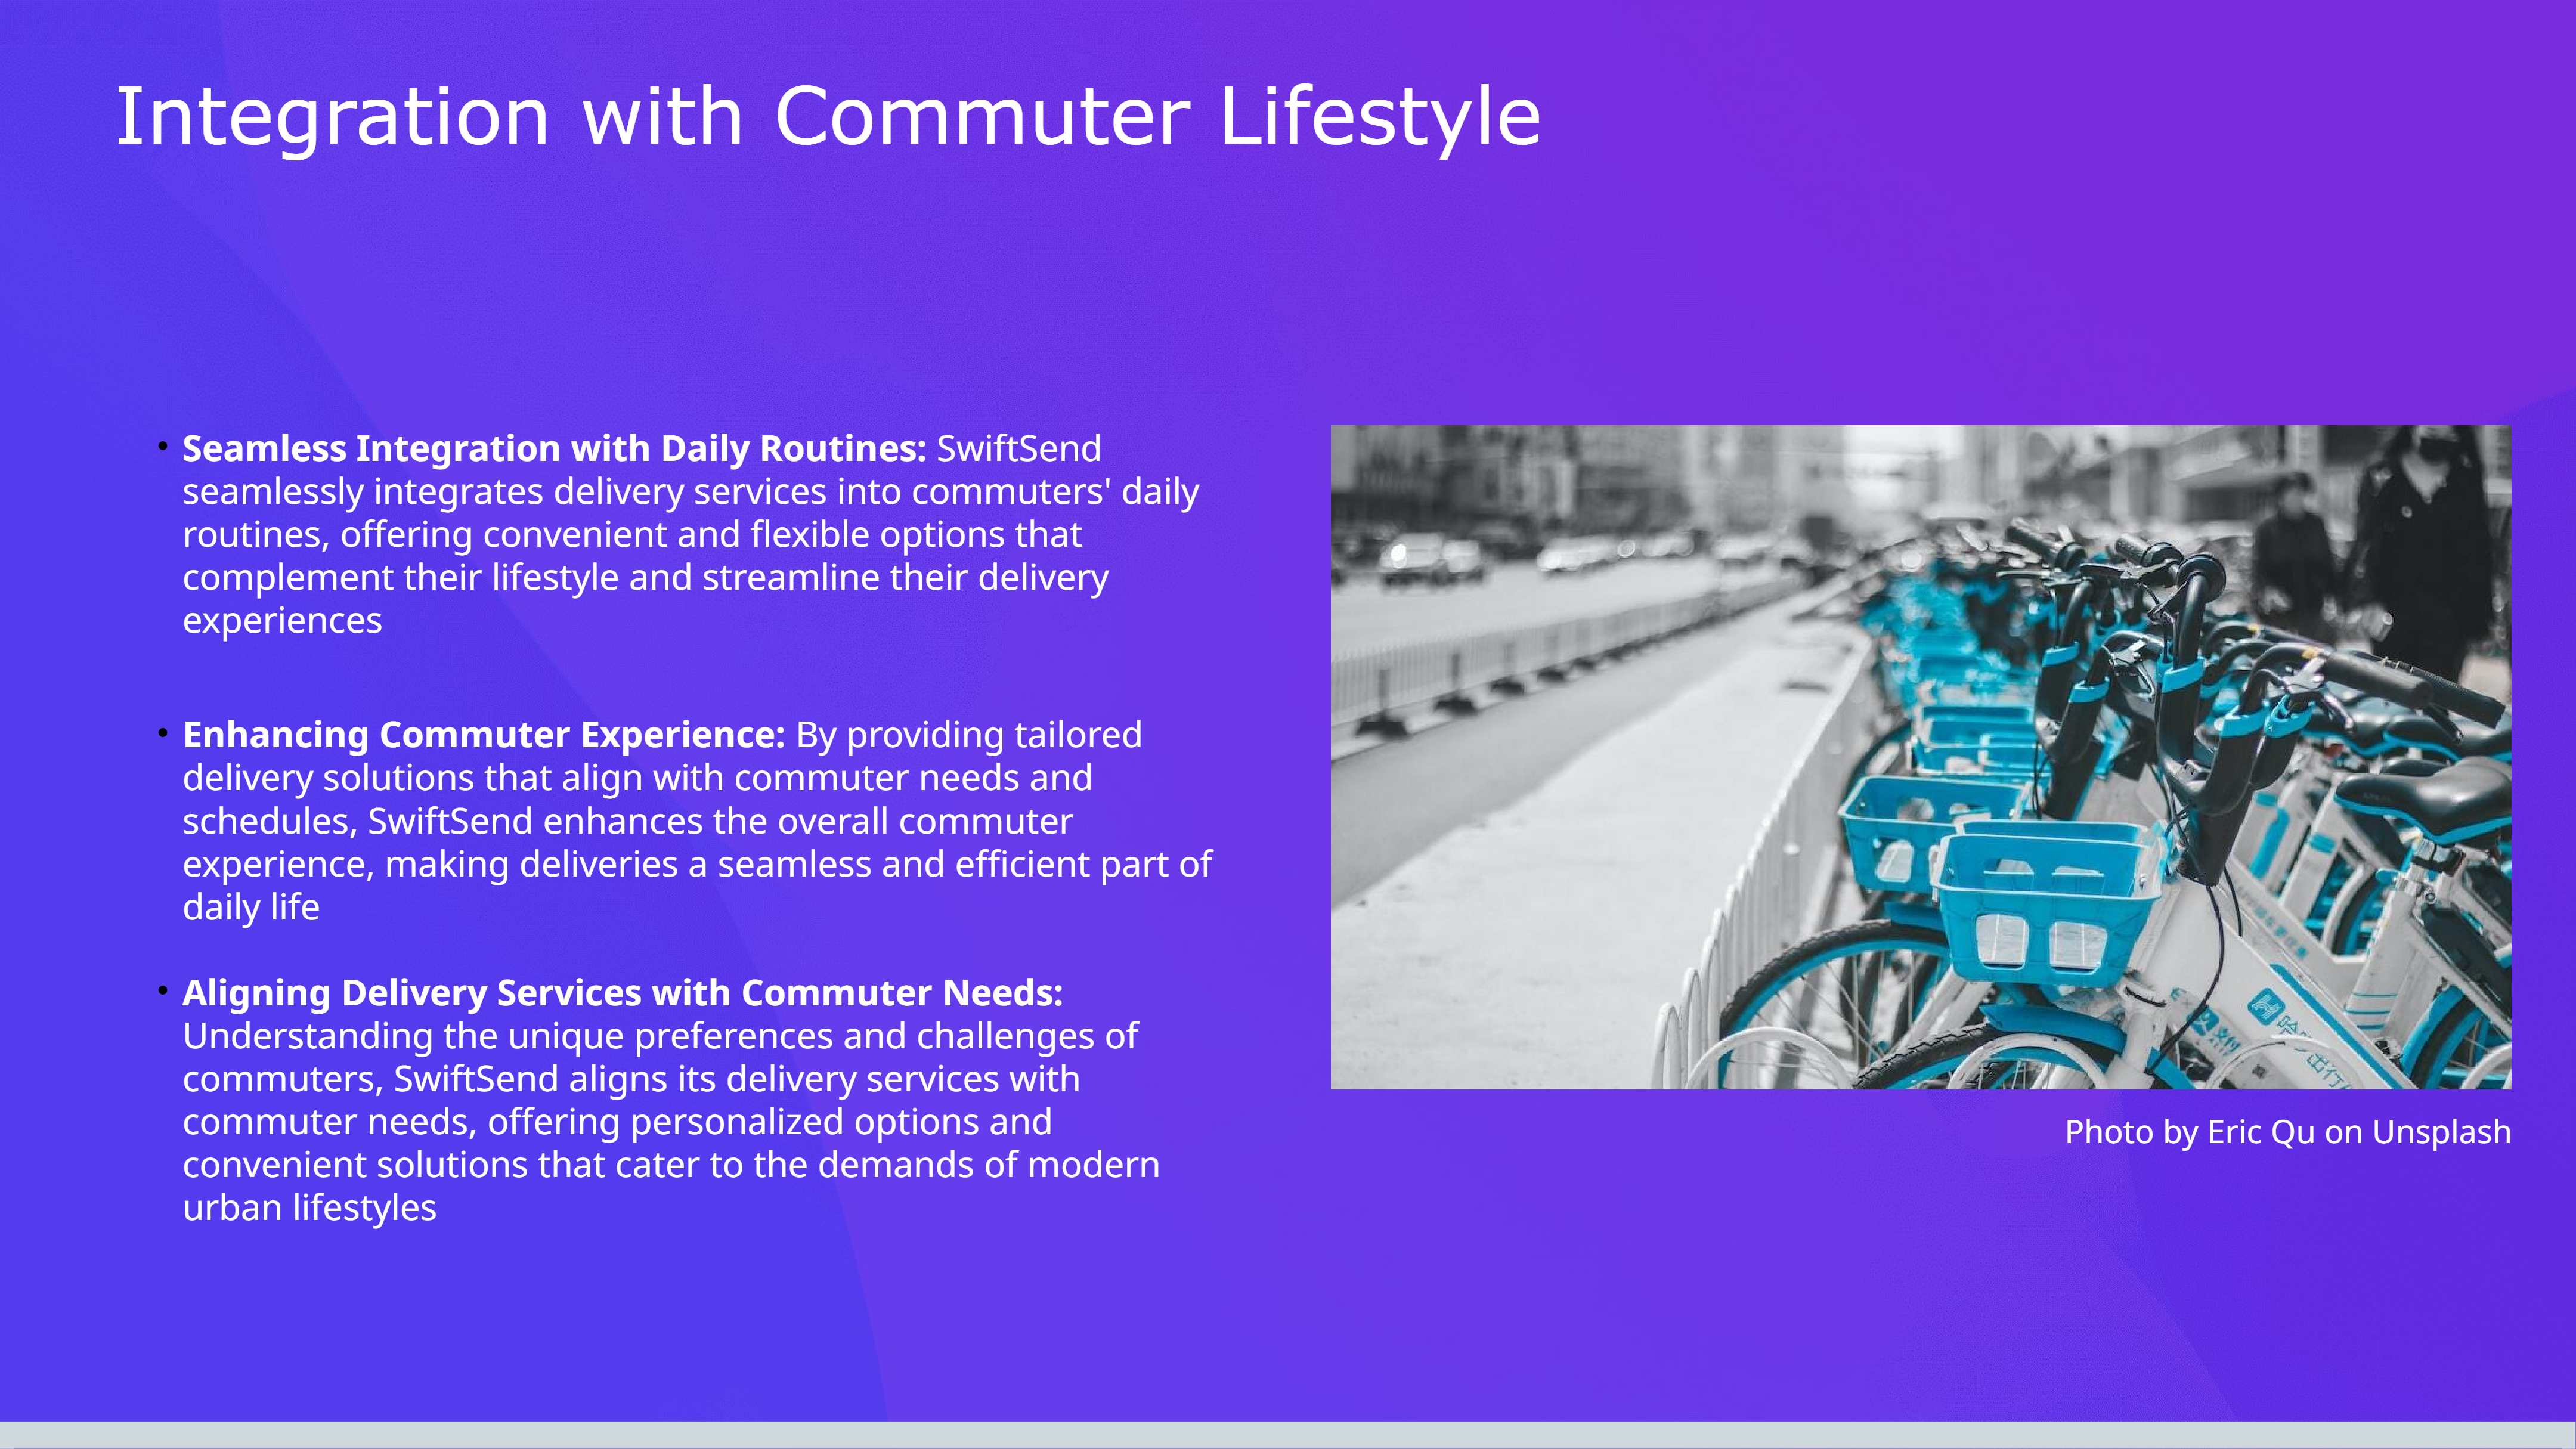 Integration with Commuter Lifestyle
• Seamless Integration with Daily Routines: SwiftSend
seamlessly integrates delivery services into commuters' daily
routines, offering convenient and flexible options that
complement their lifestyle and streamline their delivery
experiences
• Enhancing Commuter Experience: By providing tailored
delivery solutions that align with commuter needs and
schedules, SwiftSend enhances the overall commuter
experience, making deliveries a seamless and efficient part of
daily life
• Aligning Delivery Services with Commuter Needs:
Understanding the unique preferences and challenges of
commuters, SwiftSend aligns its delivery services with
commuter needs, offering personalized options and
convenient solutions that cater to the demands of modern
urban lifestyles
Photo by Eric Qu on Unsplash